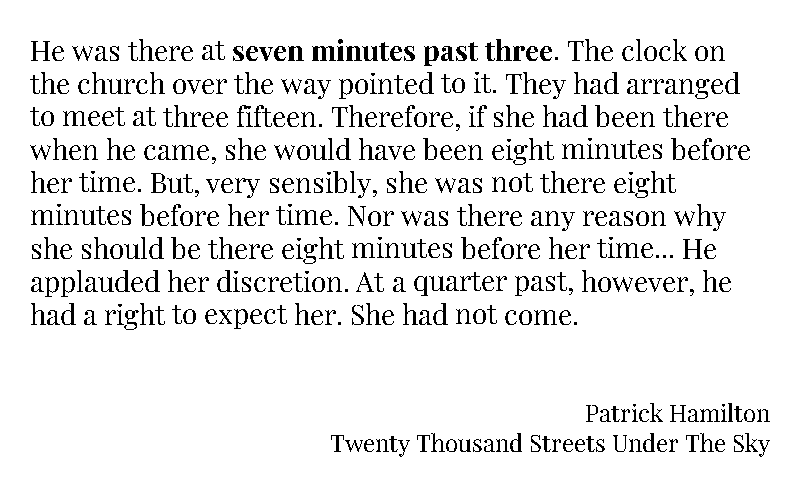 He was there at seven minutes past three. The clock on
the church over the way pointed to it. They had arranged
to meet at three fifteen. Therefore, if she had been there
when he came, she would have been eight minutes before
her time. But, very sensibly, she was not there eight
minutes before her time. Nor was there any reason why
she should be there eight minutes before her time... He
applauded her discretion. At a quarter past, however, he
had a right to expect her. She had not come.
Patrick Hamilton
Twenty Thousand Streets Under The Sky